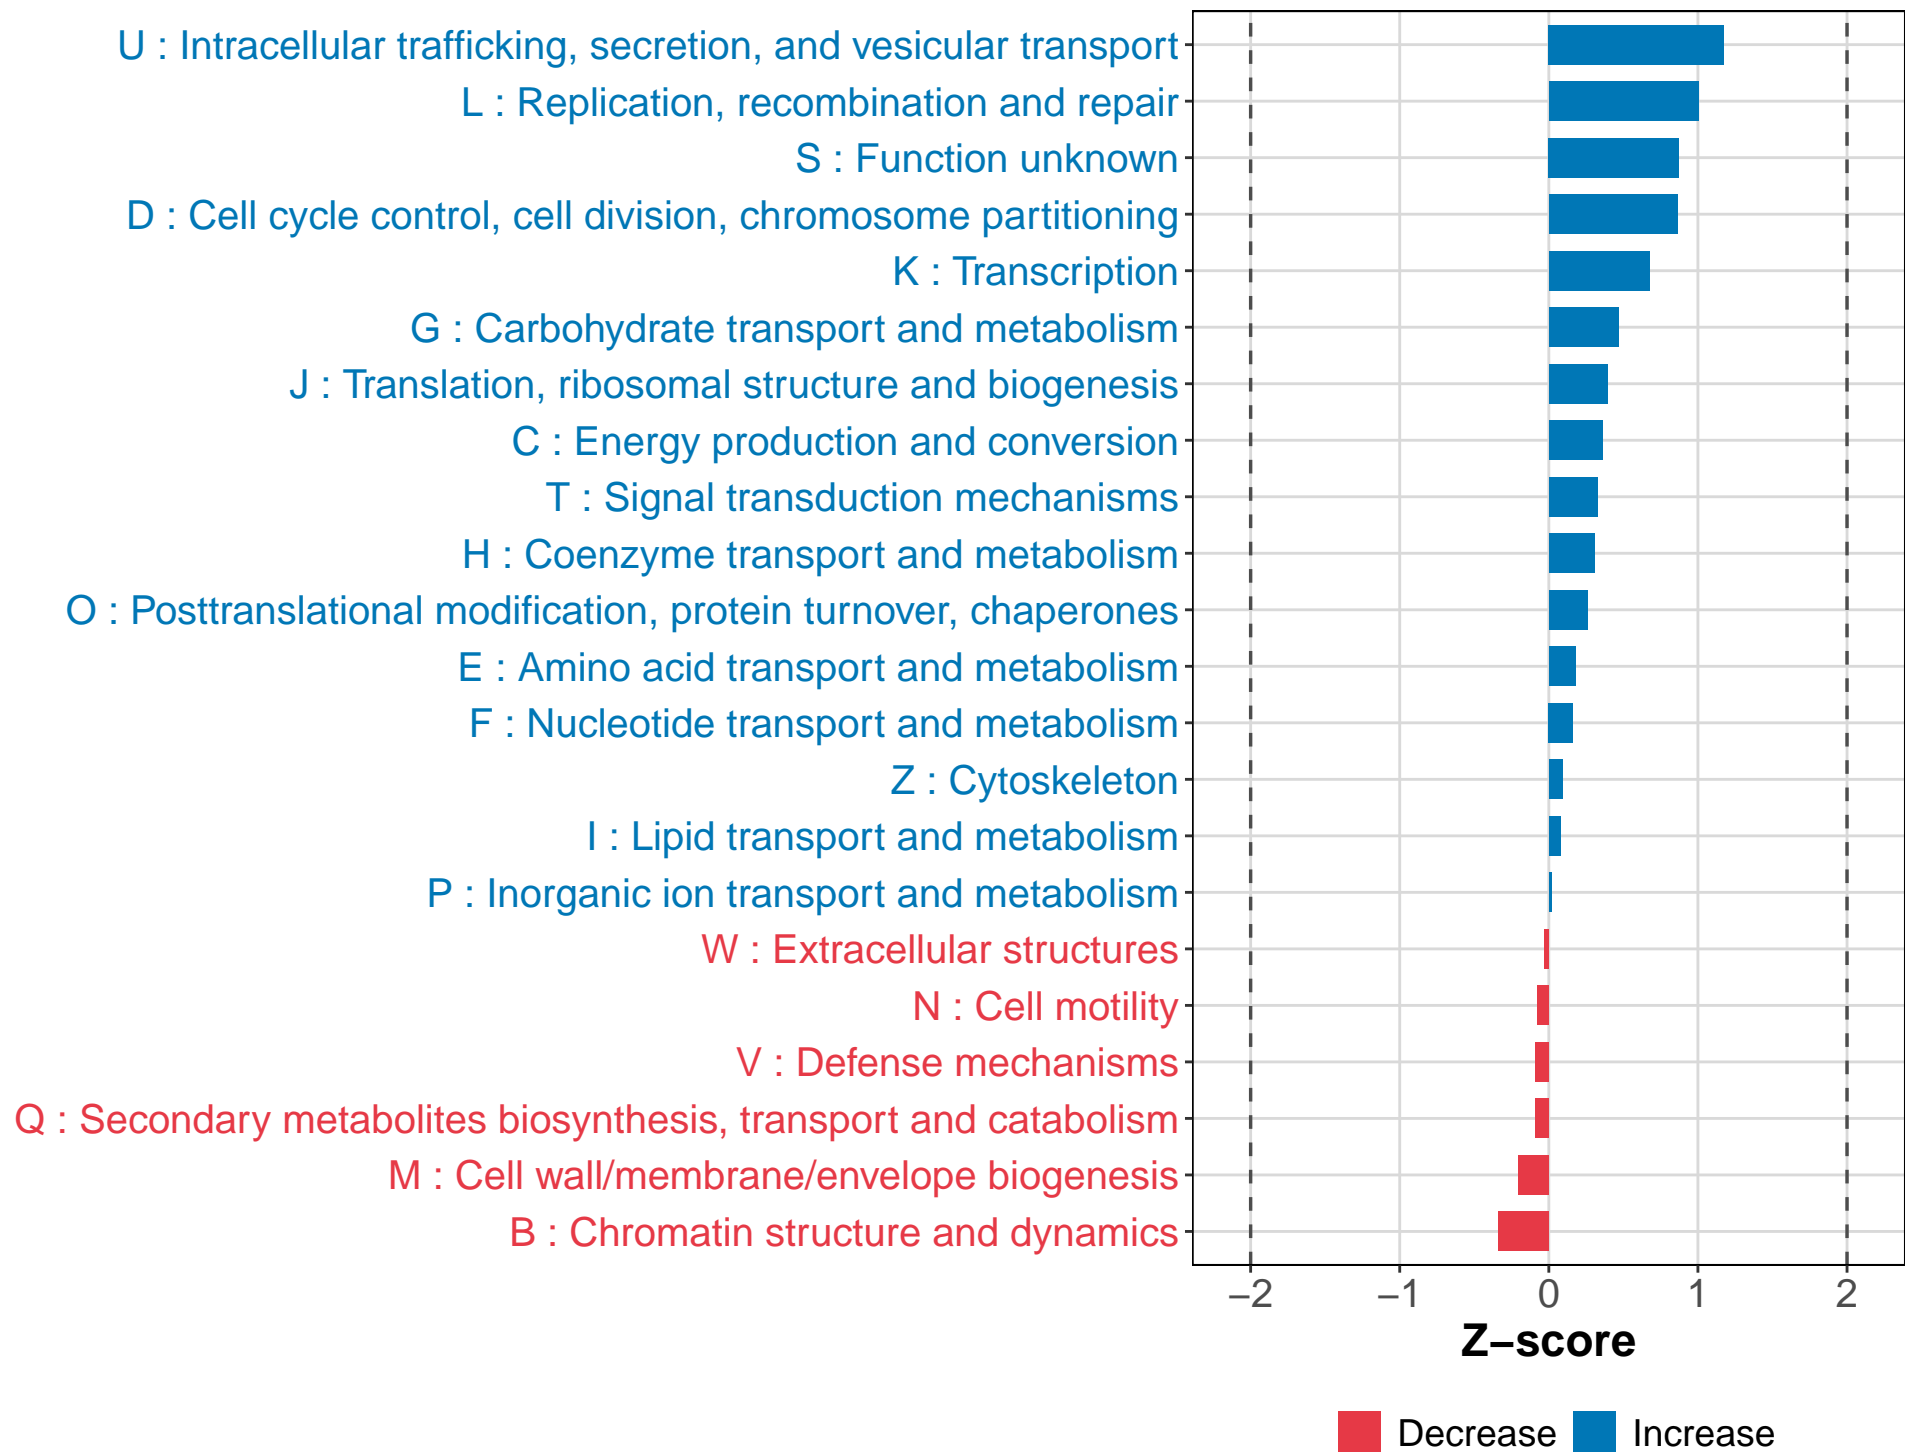 U : Intracellular trafficking, secretion, and vesicular transport
L : Replication, recombination and repair
S : Function unknown
D : Cell cycle control, cell division, chromosome partitioning
K : Transcription
G : Carbohydrate transport and metabolism
J : Translation, ribosomal structure and biogenesis
C : Energy production and conversion
T : Signal transduction mechanisms
H : Coenzyme transport and metabolism
O : Posttranslational modification, protein turnover, chaperones
E : Amino acid transport and metabolism
F : Nucleotide transport and metabolism
Z : Cytoskeleton
I : Lipid transport and metabolism
P : Inorganic ion transport and metabolism
W : Extracellular structures
N : Cell motility
V : Defense mechanisms
Q : Secondary metabolites biosynthesis, transport and catabolism
M : Cell wall/membrane/envelope biogenesis
B : Chromatin structure and dynamics
−2 −1 0 1 2
Z−score
Decrease Increase